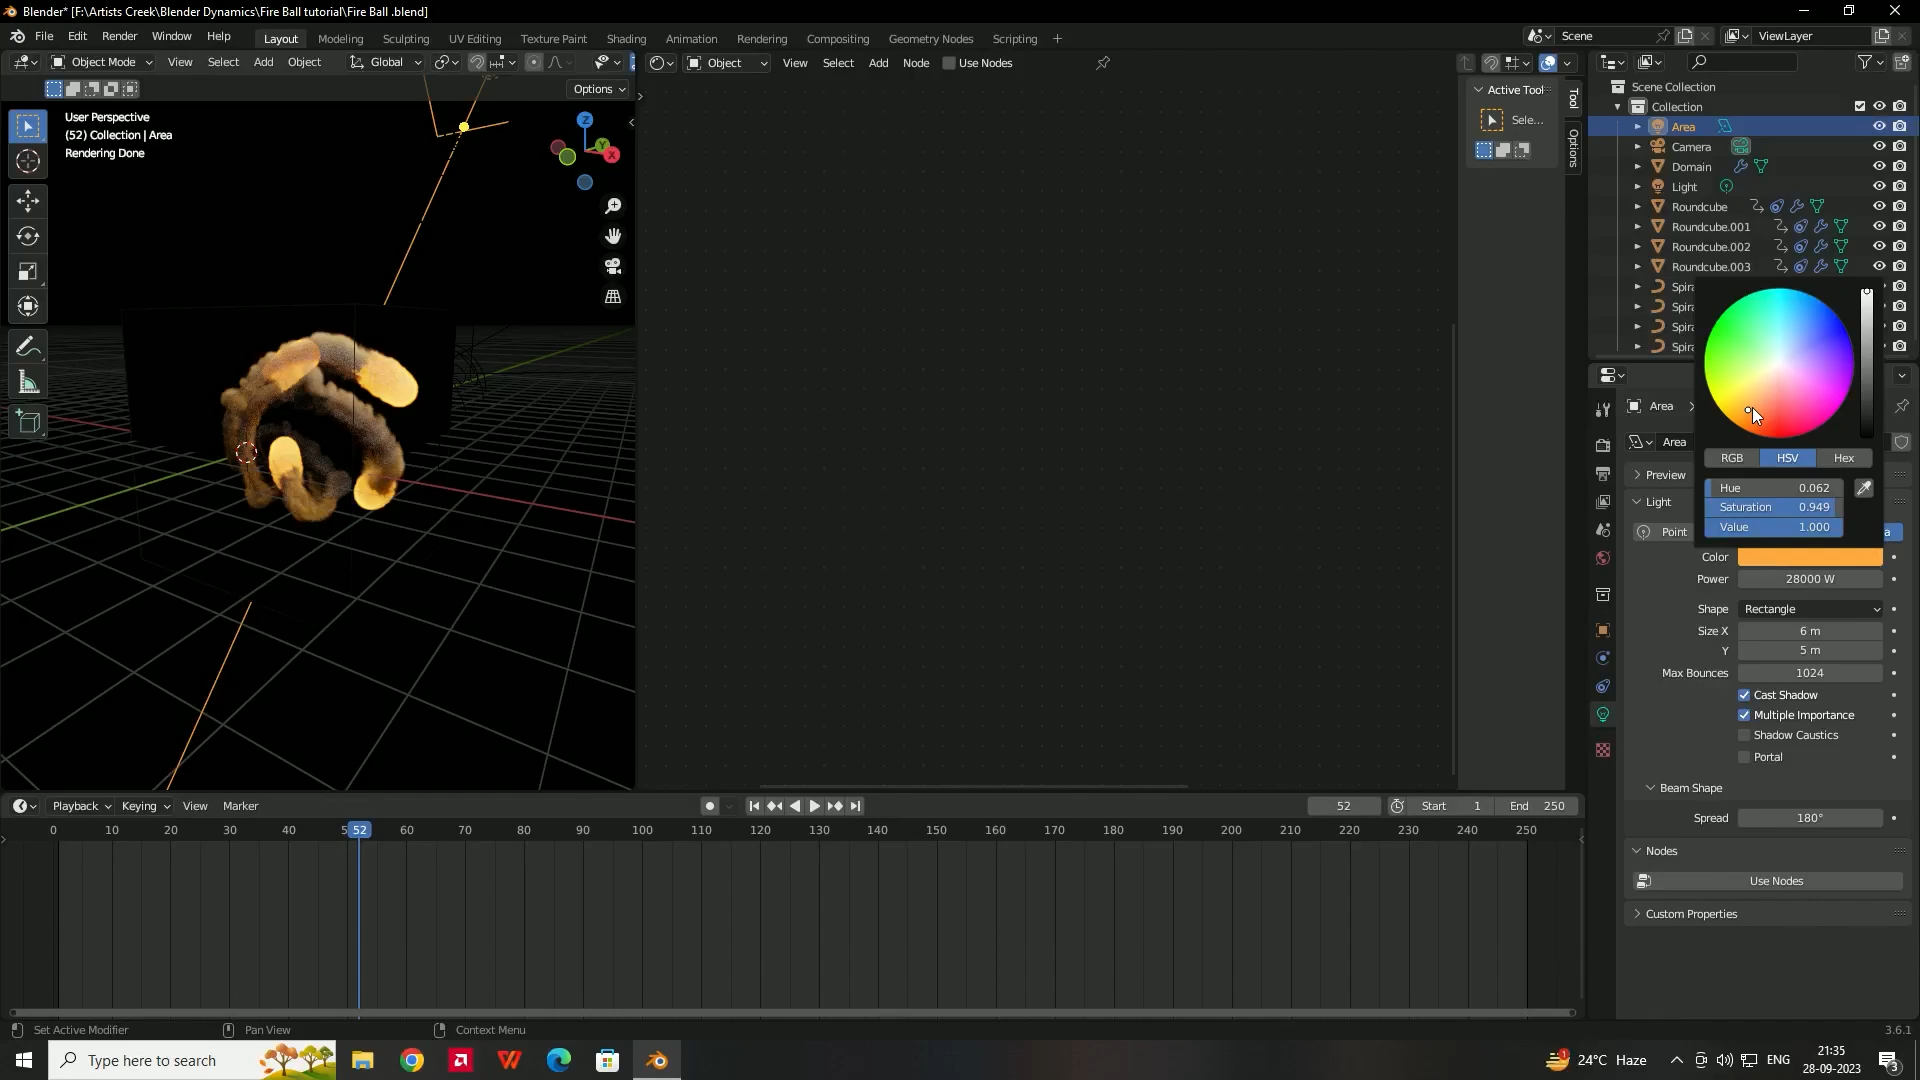 Blender* [F:\Artists Creek\Blender Dynamics\Fire Ball tutorial\Fire Ball .blend]
File Edit Render Window Help Layout Modeling Sculpting UV Editing Texture Paint Shading Animation Rendering Compositing Geometry Nodes Scripting + Scene ViewLayer
Object Mode View Select Add Object Global Object View Select Add Node Use Nodes
Options
User Perspective
(52) Collection | Area
Rendering Done
Z
Y
X
Active Tool
Sele...
Tool
Options
Scene Collection
Collection
Area
Camera
Domain
Light
Roundcube
Roundcube.001
Roundcube.002
Roundcube.003
Spira
Spira
Spira
Spira
Area
Area
RGB HSV Hex
Preview
Hue 0.062
Light
Saturation 0.949
Value 1.000
Point a
Color
Power 28000 W
Shape Rectangle
Size X 6 m
Y 5 m
Max Bounces 1024
Cast Shadow
Multiple Importance
Shadow Caustics
Portal
Beam Shape
Spread 180°
Nodes
Use Nodes
Custom Properties
Playback Keying View Marker 52 Start 1 End 250
0 10 20 30 40 5 52 60 70 80 90 100 110 120 130 140 150 160 170 180 190 200 210 220 230 240 250
Set Active Modifier Pan View Context Menu 3.6.1
Type here to search 24°C Haze ENG 21:35
28-09-2023 3